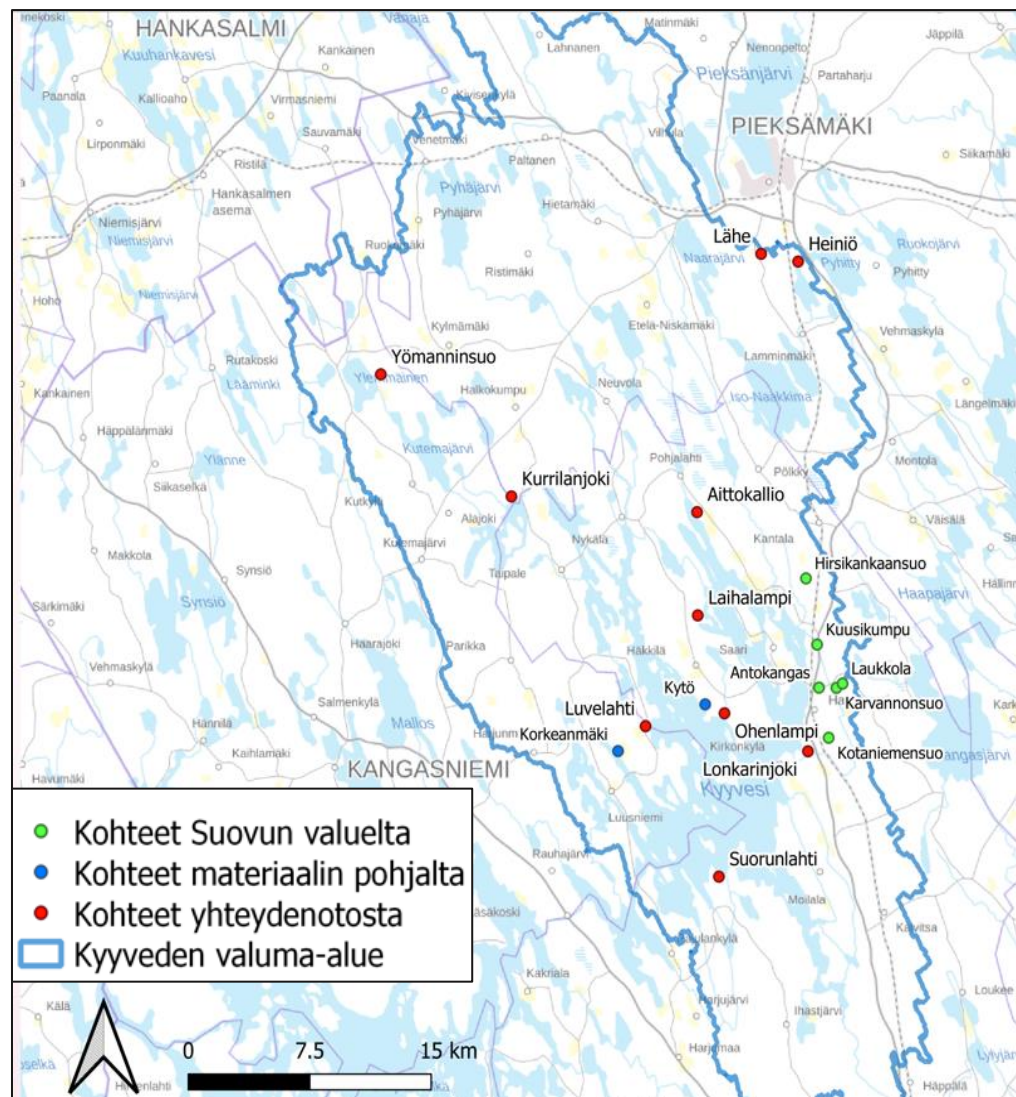 HANKASALMI
Matinmäki
Lahnanen
Jäppilä
Kankainen
Nenonpelto
Kuuhankavesi
Pieksänjärvi
Partaharju
Paanala
Kallioaho
Virmasniemi
Kivisenkylä
Lirponmäki
Sauvamäki
Venetmäki
Vilhula
PIEKSÄMÄKI
Siikamäki
Ristilä
Paltanen
Hankasalmen
asema
Pyhäjärvi
Hietamäki
Niemisjärvi
Niemisjärvi
Pyhäjärvi
Lähe
Heiniö
Ruokojärvi
Ruokomäki
Naarajärvi
Pyhitty
Pyhitty
Ristimäki
Hoho
Niemisjärvi
Etelä-Niskamäki
Kylmämäki
Vehmaskylä
Rutakoski
Yömanninsuo
Lamminmäki
Lääminki
Ylemmäinen
Neuvola
Iso-Naakkima
Kankainen
Halkokumpu
Längelmäki
Häppälänmäki
Kutemajärvi
Ylänne
Pohjalahti
Pölkky
Montola
Siikaselkä
Kurrilanjoki
Kutkylä
Aittokallio
Alajoki
Väisälä
Makkola
Kutemajärvi
Nykälä
Kantala
Synsiö
Taipale
Hirsikankaansuo
Särkimäki
Synsiö
Laihalampi
Haapajärvi
Haarajoki
Parikka
Kuusikumpu
Häkkilä
Saari
Vehmaskylä
Antokangas
Laukkola
Salmenkylä
Kytö
Karvannonsuo
Hännilä
Mallos
Luvelahti
Ohenlampi
Korkeanmäki
Kirkonkylä
Kotaniemensuo
Kaihlamäki
Havumäki
KANGASNIEMI
Lonkarinjoki
Kyyvesi
Luusniemi
Kohteet Suovun valuelta
Kohteet materiaalin pohjalta
Kohteet yhteydenotosta
Kyyveden valuma-alue
Rauhajärvi
Suorunlahti
Moilala
Kakriala
Loukee
Kälä
Harjujärvi
Ihastjärvi
Harjumaa
Häppälä
0 7.5 15 km